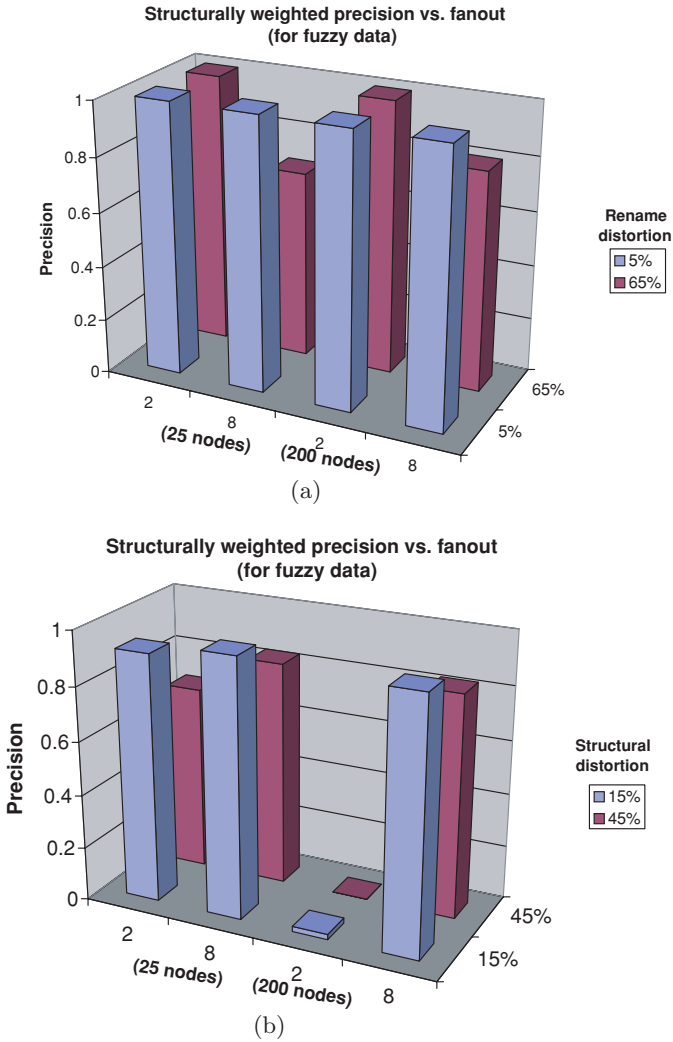 Structurally weighted precision vs. fanout
(for fuzzy data)
1
0.8
0.6
0.4
0.2
0
Precision
2
8
2
8
(25 nodes)
(200 nodes)
5%
65%
Rename
distortion
5%
65%
(a)
Structurally weighted precision vs. fanout
(for fuzzy data)
1
0.8
0.6
0.4
0.2
0
Precision
2
8
2
8
(25 nodes)
(200 nodes)
15%
45%
Structural
distortion
15%
45%
(b)